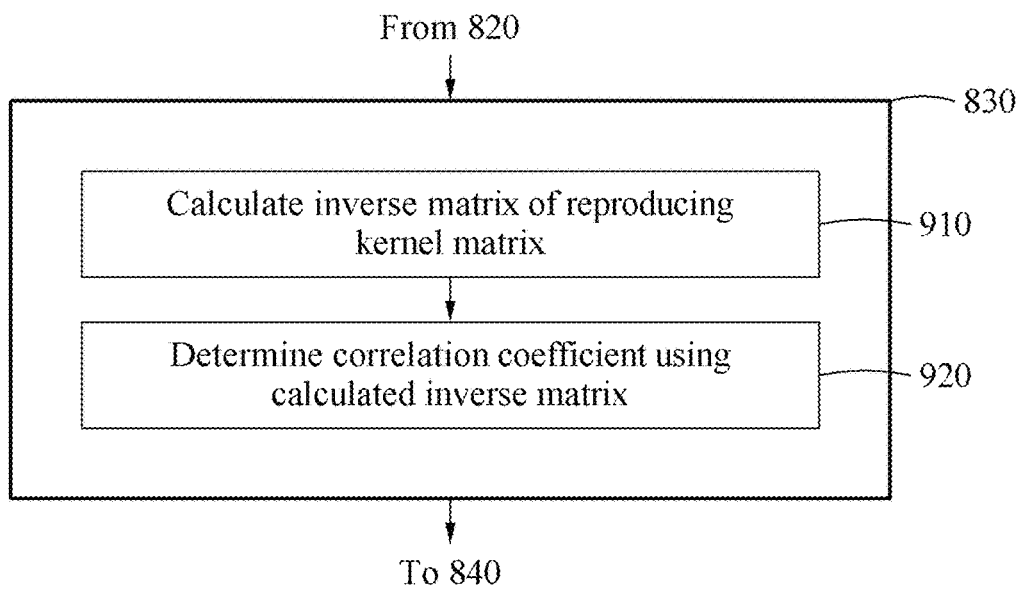 From 820
830
Calculate inverse matrix of reproducing
kernel matrix
910
Determine correlation coefficient using
calculated inverse matrix
920
To 840